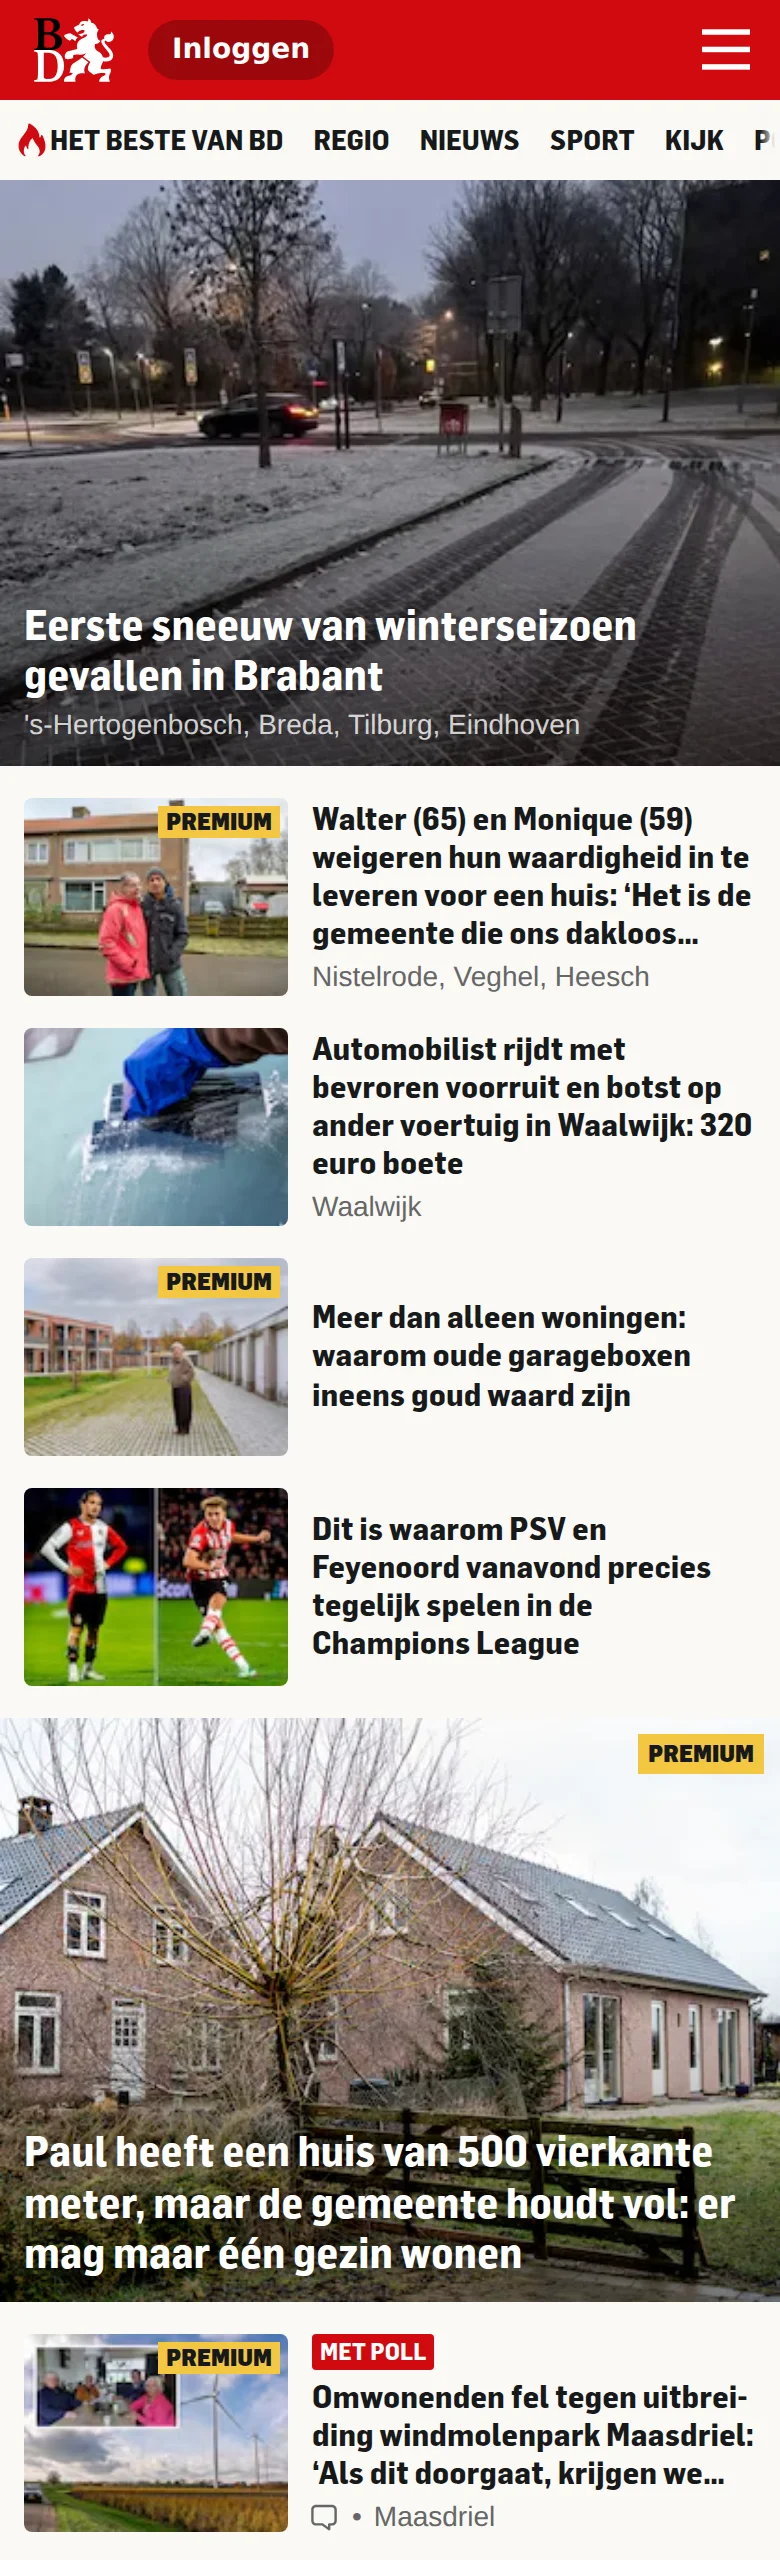 BD
Inloggen
HET BESTE VAN BD REGIO NIEUWS SPORT KIJK
Eerste sneeuw van winterseizoen
gevallen in Brabant
's-Hertogenbosch, Breda, Tilburg, Eindhoven
PREMIUM
Walter (65) en Monique (59)
weigeren hun waardigheid in te
leveren voor een huis: ‘Het is de
gemeente die ons dakloos...
Nistelrode, Veghel, Heesch
Automobilist rijdt met
bevroren voorruit en botst op
ander voertuig in Waalwijk: 320
euro boete
Waalwijk
PREMIUM
Meer dan alleen woningen:
waarom oude garageboxen
ineens goud waard zijn
Dit is waarom PSV en
Feyenoord vanavond precies
tegelijk spelen in de
Champions League
PREMIUM
Paul heeft een huis van 500 vierkante
meter, maar de gemeente houdt vol: er
mag maar één gezin wonen
PREMIUM
MET POLL
Omwonenden fel tegen uitbrei-
ding windmolenpark Maasdriel:
‘Als dit doorgaat, krijgen we...
• Maasdriel